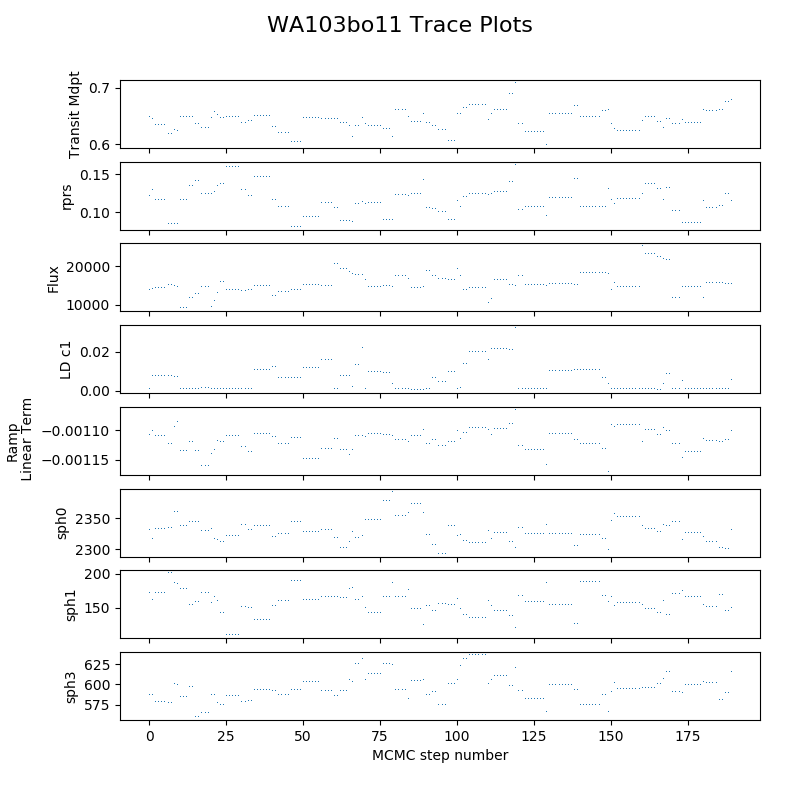 WA103bo11 Trace Plots
Transit Mdpt
0.7
0.6
rprs
0.15
0.10
Flux
20000
10000
LD c1
0.02
0.00
Ramp
Linear Term
−0.00110
−0.00115
sph0
2350
2300
sph1
200
150
sph3
625
600
575
0 25 50 75 100 125 150 175
MCMC step number